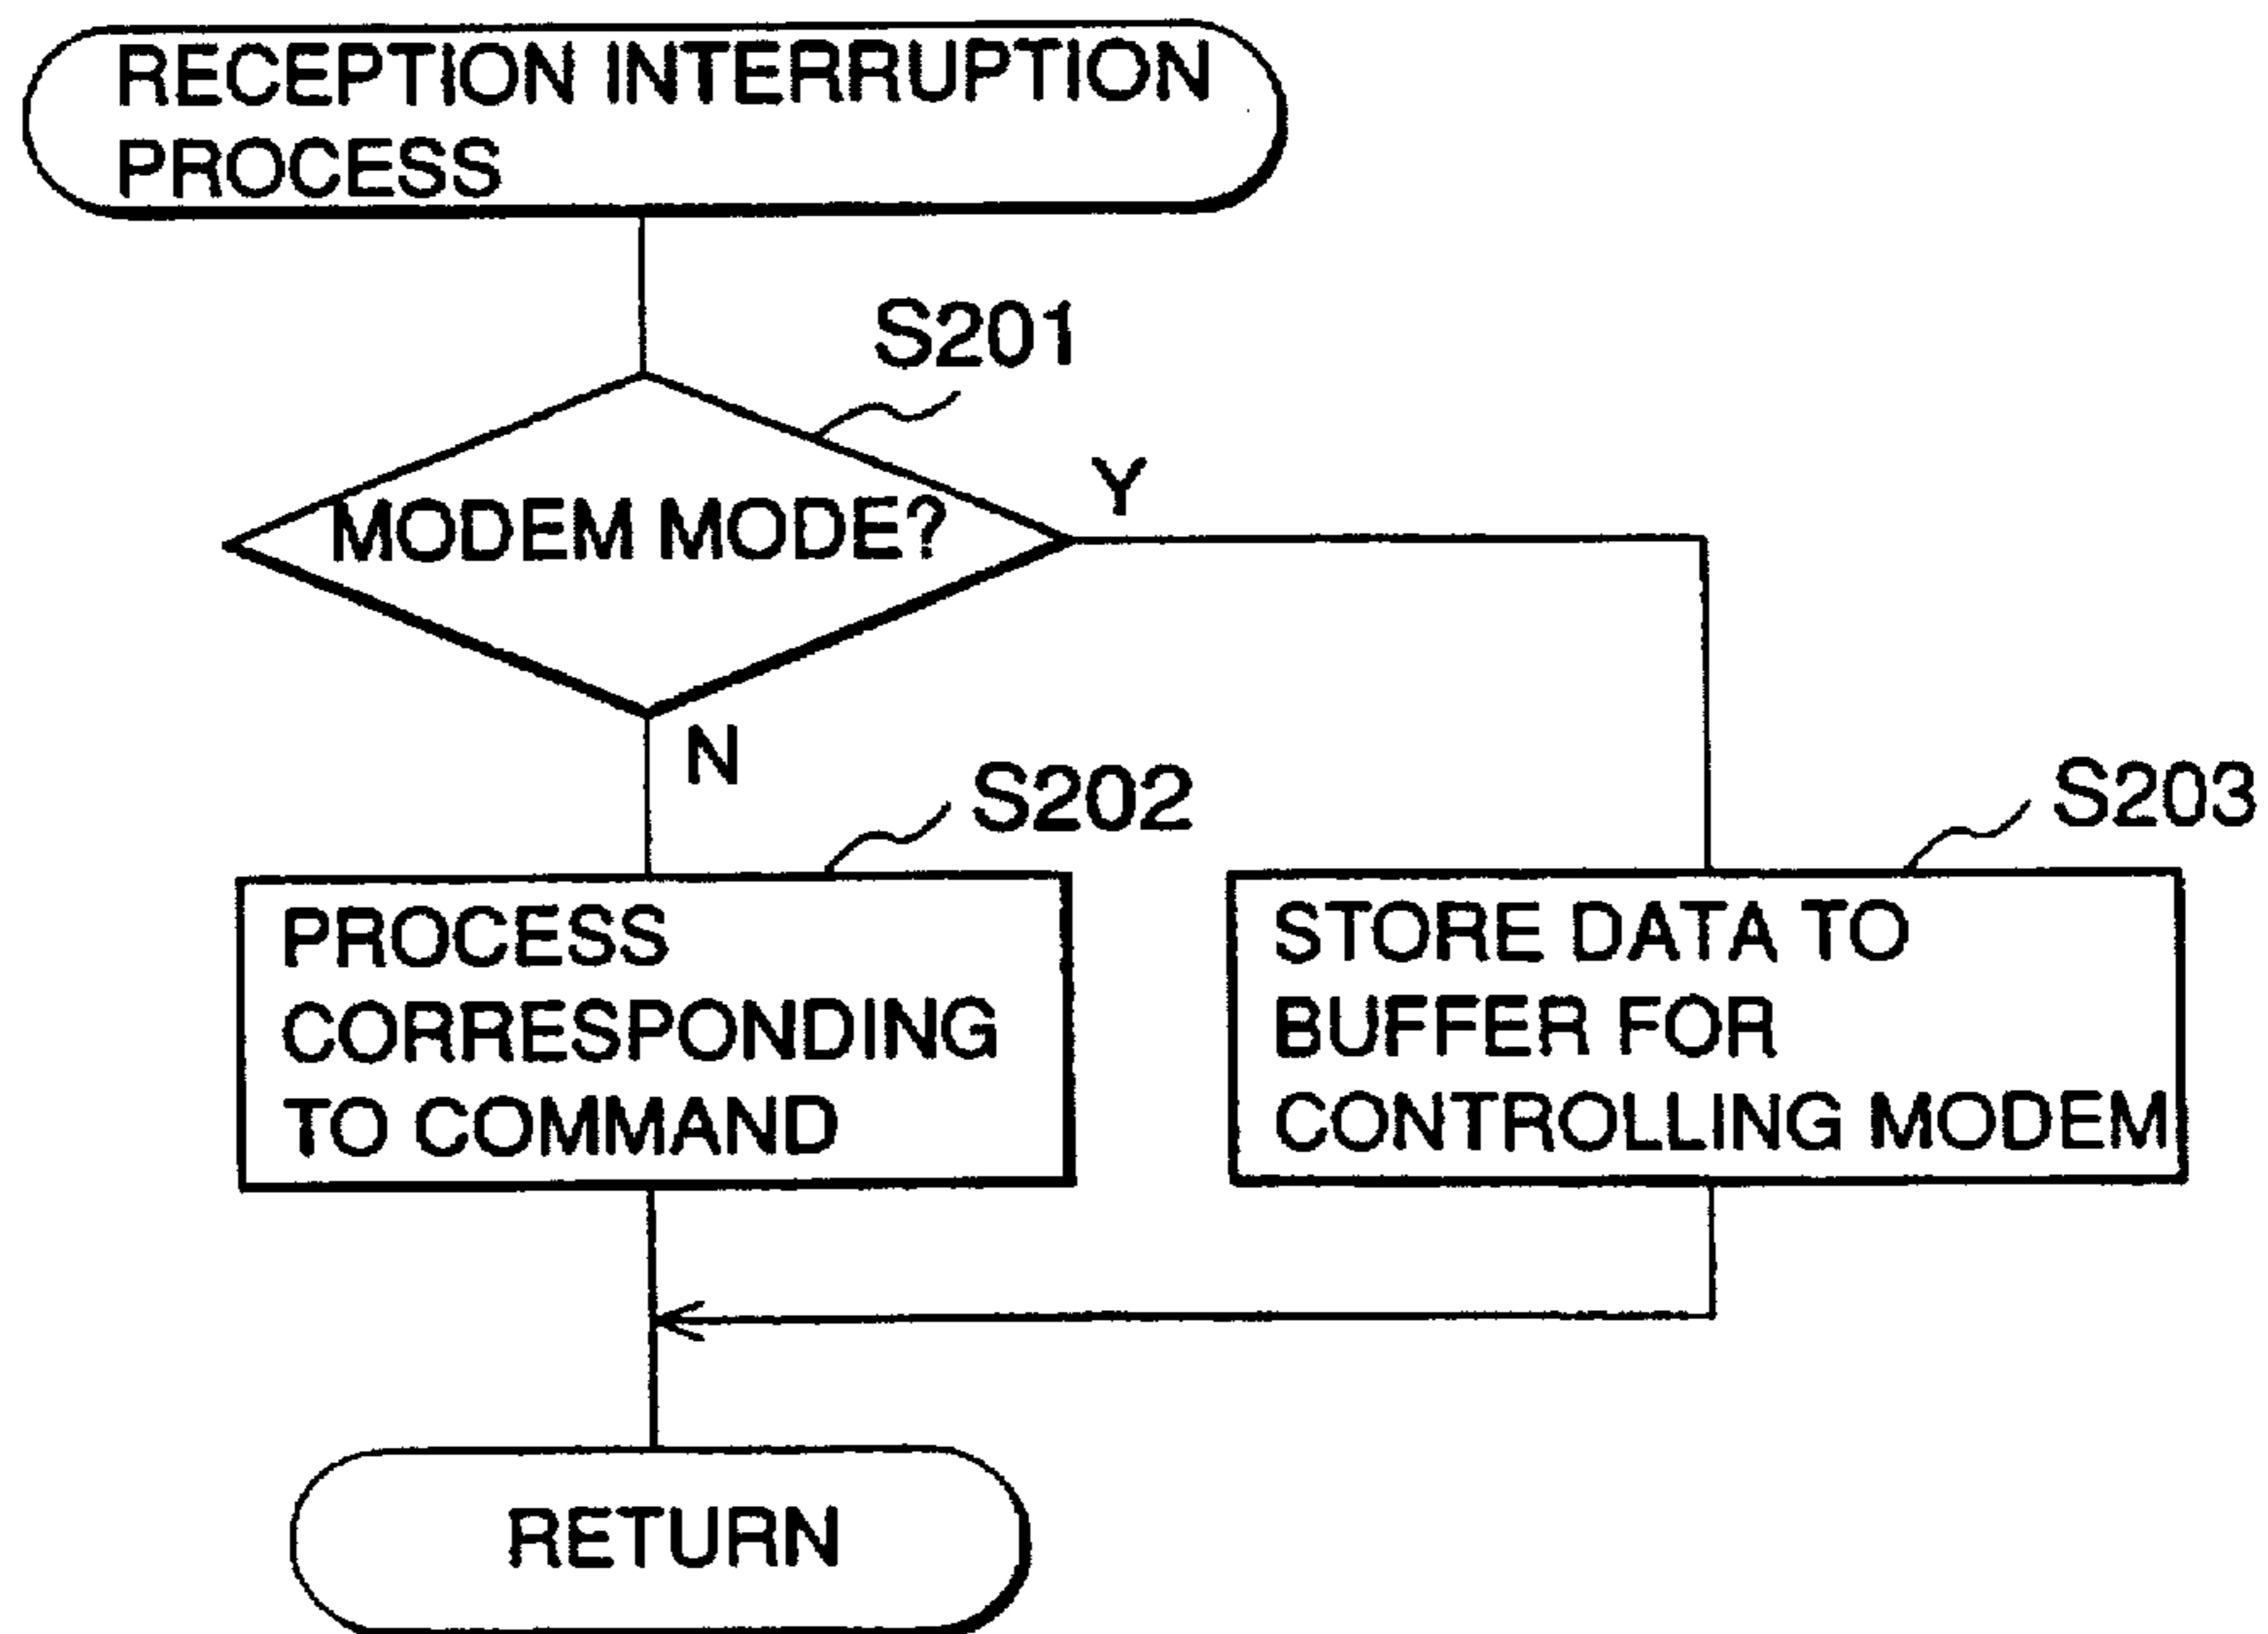 RECEPTION INTERRUPTION
PROCESS
S201
MODEM MODE?
Y
N
S202
S203
PROCESS
CORRESPONDING
TO COMMAND
STORE DATA TO
BUFFER FOR
CONTROLLING MODEM
RETURN